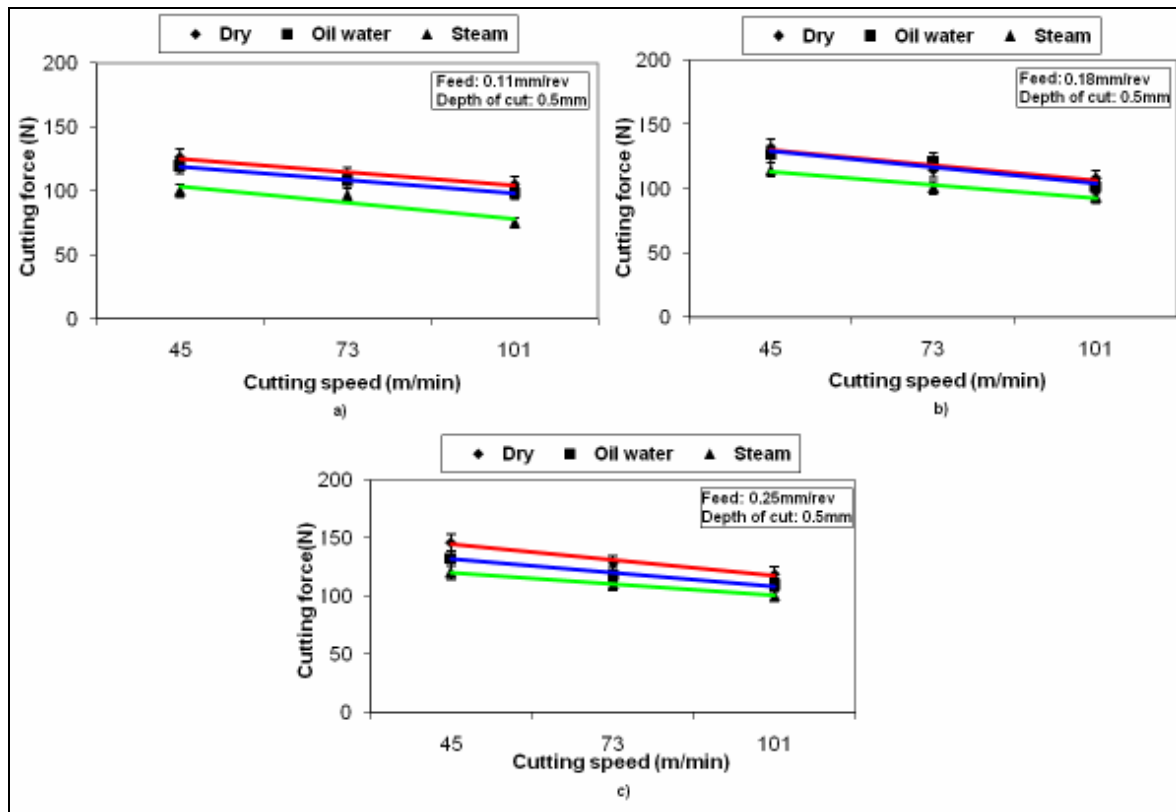 Dry Oil water Steam
200
150
100
50
0
Cutting force (N)
Feed: 0.11mm/rev
Depth of cut: 0.5mm
45 73 101
Cutting speed (m/min)
a)
Dry Oil water Steam
200
150
100
50
0
Cutting force (N)
Feed: 0.18mm/rev
Depth of cut: 0.5mm
45 73 101
Cutting speed (m/min)
b)
Dry Oil water Steam
200
150
100
50
0
Cutting force(N)
Feed: 0.25mm/rev
Depth of cut: 0.5mm
45 73 101
Cutting speed (m/min)
c)